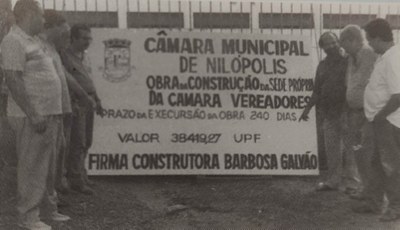 CÂMARA MUNICIPAL
DE NILÓPOLIS
OBRA DE CONSTRUÇÃO DA SEDE PRÓPRIA
DA CAMARA VEREADORES
PRAZO DA EXECURSÃO DA OBRA 240 DIAS
VALOR 38419,27 UPF
FIRMA CONSTRUTORA BARBOSA GALVÃO